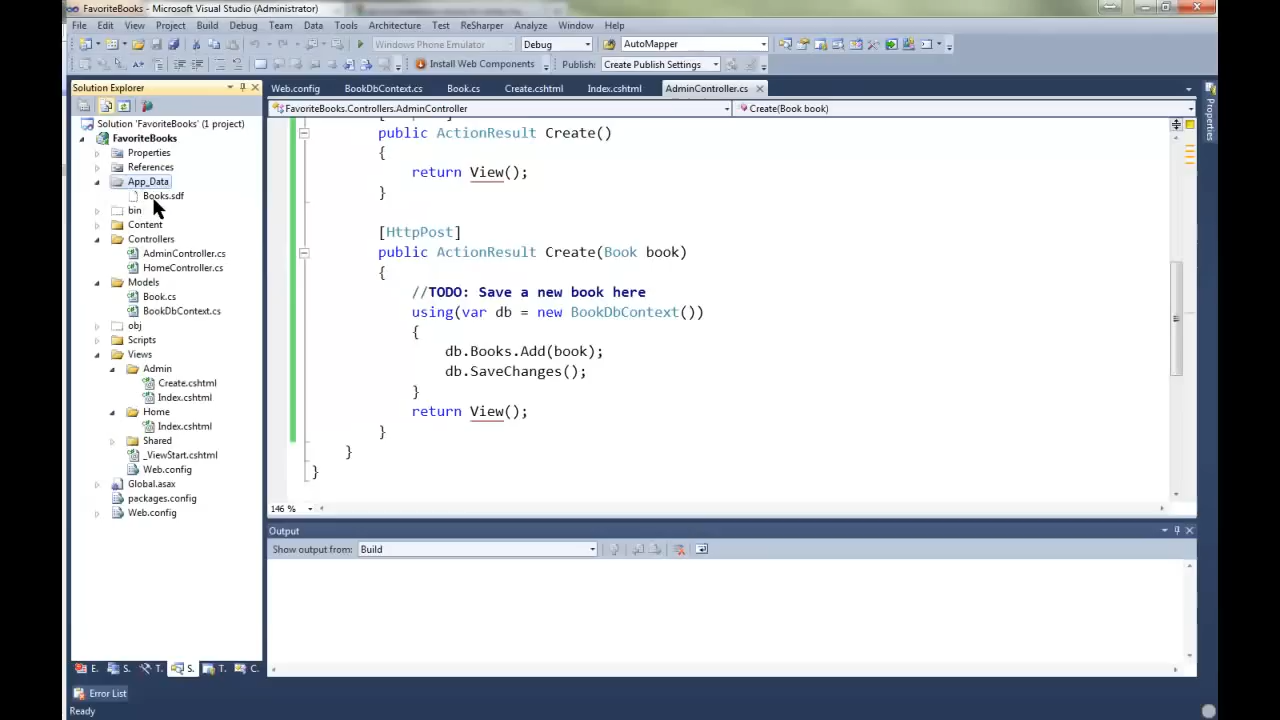 FavoriteBooks - Microsoft Visual Studio (Administrator)
File Edit View Project Build Debug Team Data Tools Architecture Test ReSharper Analyze Window Help
Windows Phone Emulator Debug AutoMapper
Install Web Components Publish: Create Publish Settings
Solution Explorer
Web.config BookDbContext.cs Book.cs Create.cshtml Index.cshtml AdminController.cs
FavoriteBooks.Controllers.AdminController Create(Book book)
Properties
Solution 'FavoriteBooks' (1 project)
FavoriteBooks
Properties
References
App_Data
Books.sdf
bin
Content
Controllers
AdminController.cs
HomeController.cs
Models
Book.cs
BookDbContext.cs
obj
Scripts
Views
Admin
Create.cshtml
Index.cshtml
Home
Index.cshtml
Shared
_ViewStart.cshtml
Web.config
Global.asax
packages.config
Web.config
public ActionResult Create()
{
return View();
}
[HttpPost]
public ActionResult Create(Book book)
{
//TODO: Save a new book here
using(var db = new BookDbContext())
{
db.Books.Add(book);
db.SaveChanges();
}
return View();
}
}
}
146 %
Output
Show output from: Build
E. S. T. S. T. C.
Error List
Ready